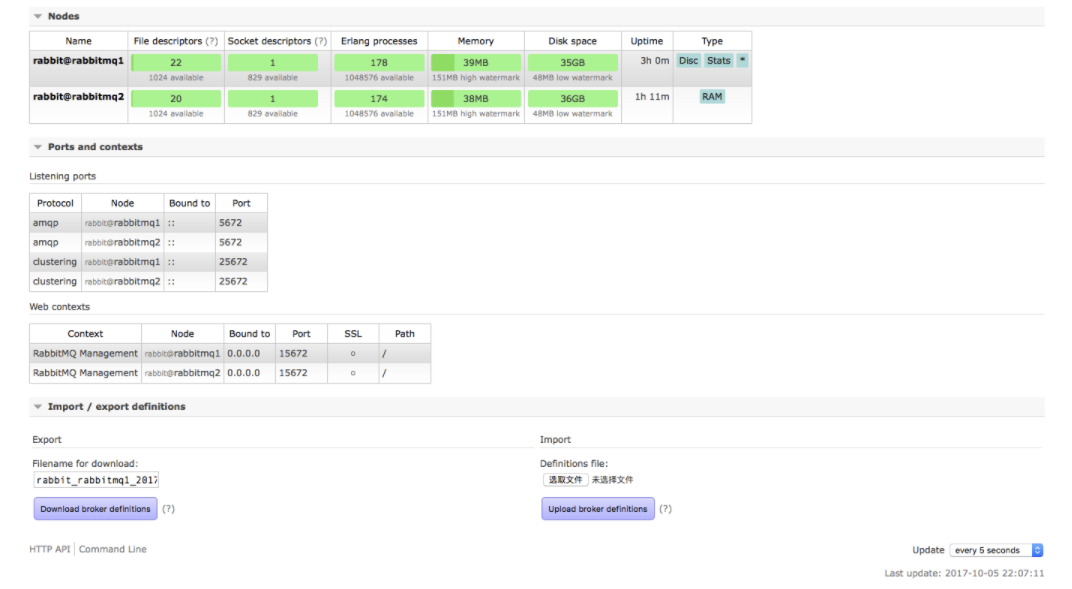 Nodes
Name File descriptors (?) Socket descriptors (?) Erlang processes Memory Disk space Uptime Type
rabbit@rabbitmq1 22 1 178 39MB 35GB 3h 0m Disc Stats *
1024 available 829 available 1048576 available 151MB high watermark 48MB low watermark
rabbit@rabbitmq2 20 1 174 38MB 36GB 1h 11m RAM
1024 available 829 available 1048576 available 151MB high watermark 48MB low watermark
Ports and contexts
Listening ports
Protocol Node Bound to Port
amqp rabbit@rabbitmq1 :: 5672
amqp rabbit@rabbitmq2 :: 5672
clustering rabbit@rabbitmq1 :: 25672
clustering rabbit@rabbitmq2 :: 25672
Web contexts
Context Node Bound to Port SSL Path
RabbitMQ Management rabbit@rabbitmq1 0.0.0.0 15672 ○ /
RabbitMQ Management rabbit@rabbitmq2 0.0.0.0 15672 ○ /
Import / export definitions
Export Import
Filename for download: Definitions file:
rabbit_rabbitmq1_2017 选取文件 未选择文件
Download broker definitions (?) Upload broker definitions (?)
HTTP API Command Line Update every 5 seconds
Last update: 2017-10-05 22:07:11